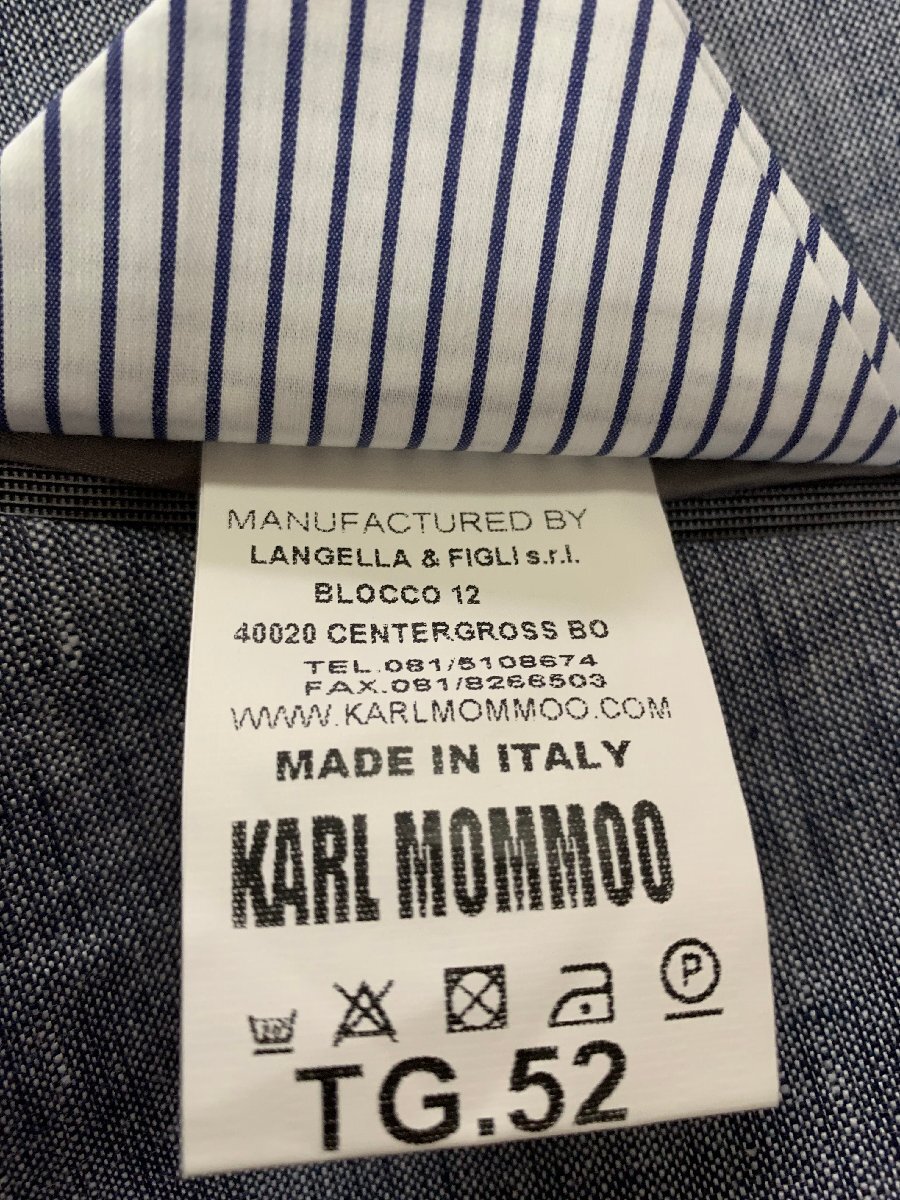 MANUFACTURED BY
LANGELLA & FIGLI s.r.l.
BLOCCO 12
40020 CENTERGROSS BO
TEL.081/5108674
FAX.081/8266503
WWW.KARLMOMMOO.COM
MADE IN ITALY
KARL MOMMOO
30 P
TG.52